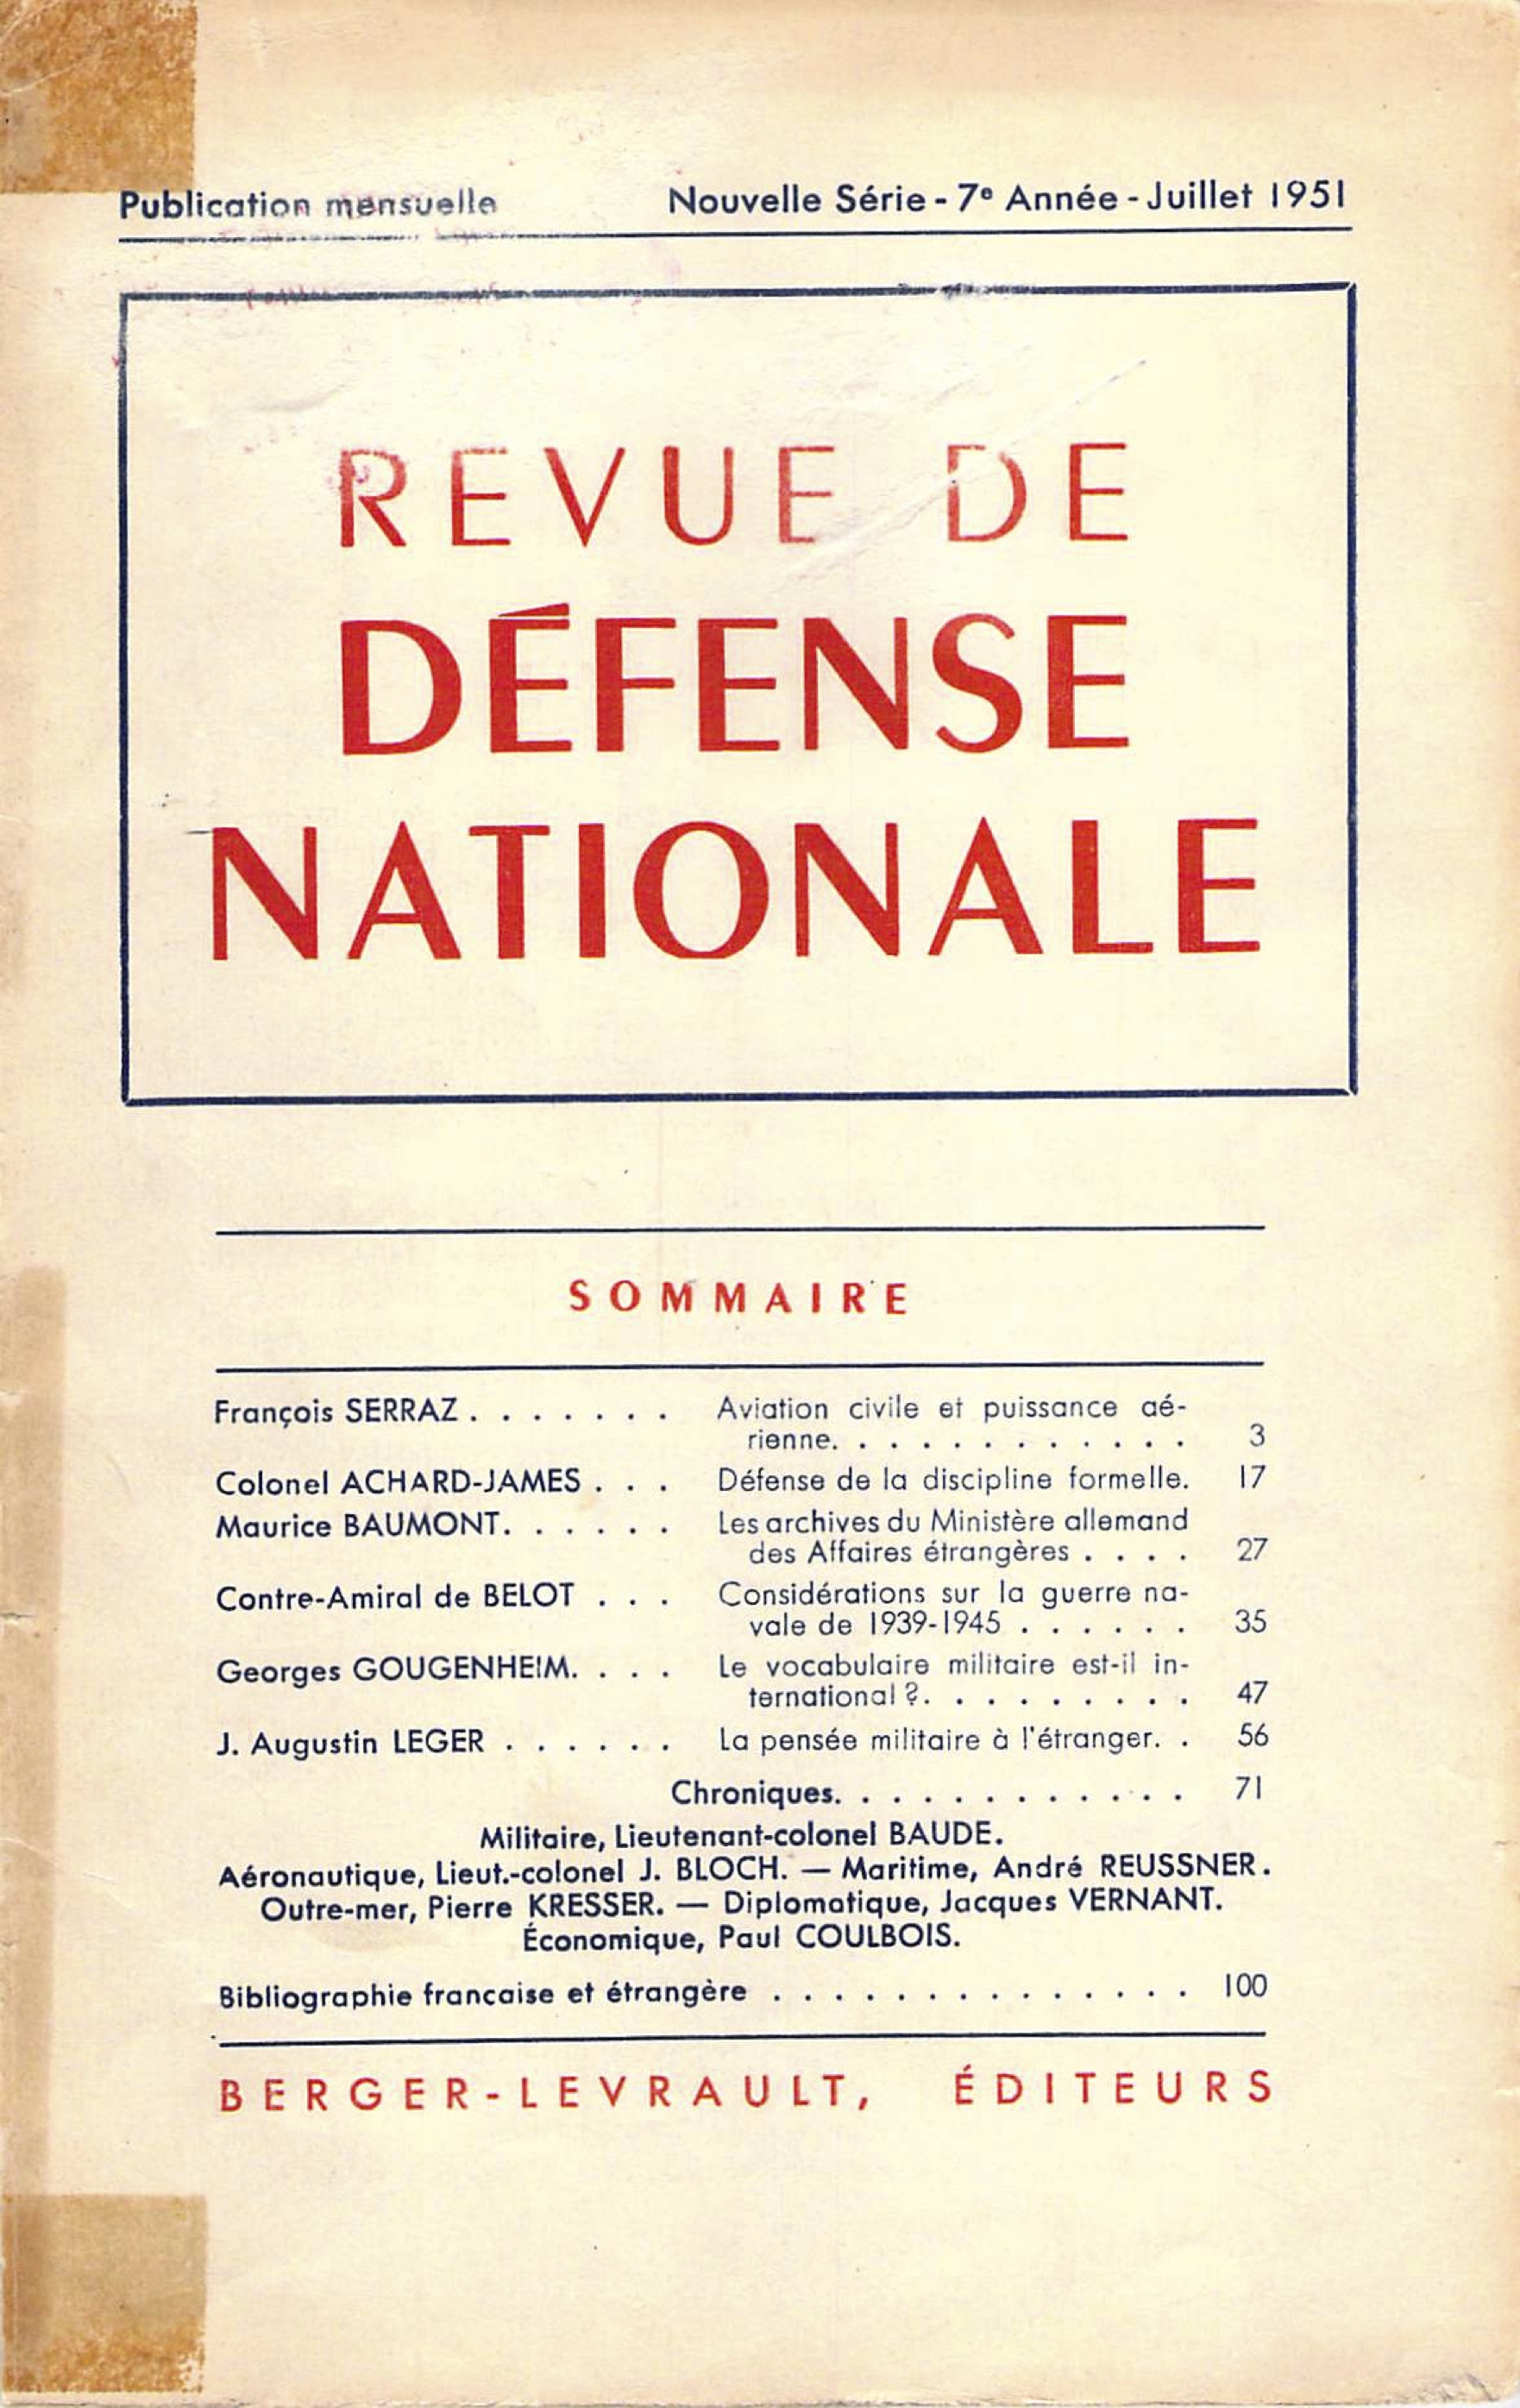 Publication mensuelle Nouvelle Série - 7e Année - Juillet 1951
REVUE DE
DÉFENSE
NATIONALE
SOMMAIRE
François SERRAZ . . . . . . . Aviation civile et puissance aé-
rienne. . . . . . . . . . . . 3
Colonel ACHARD-JAMES . . . Défense de la discipline formelle. 17
Maurice BAUMONT. . . . . . Les archives du Ministère allemand
des Affaires étrangères . . . . 27
Contre-Amiral de BELOT . . . Considérations sur la guerre na-
vale de 1939-1945 . . . . . . 35
Georges GOUGENHEIM. . . . Le vocabulaire militaire est-il in-
ternational ?. . . . . . . . . 47
J. Augustin LEGER . . . . . . La pensée militaire à l'étranger. . 56
Chroniques. . . . . . . . . . . . 71
Militaire, Lieutenant-colonel BAUDE.
Aéronautique, Lieut.-colonel J. BLOCH. — Maritime, André REUSSNER.
Outre-mer, Pierre KRESSER. — Diplomatique, Jacques VERNANT.
Économique, Paul COULBOIS.
Bibliographie francaise et étrangère . . . . . . . . . . . . . . 100
BERGER-LEVRAULT, ÉDITEURS